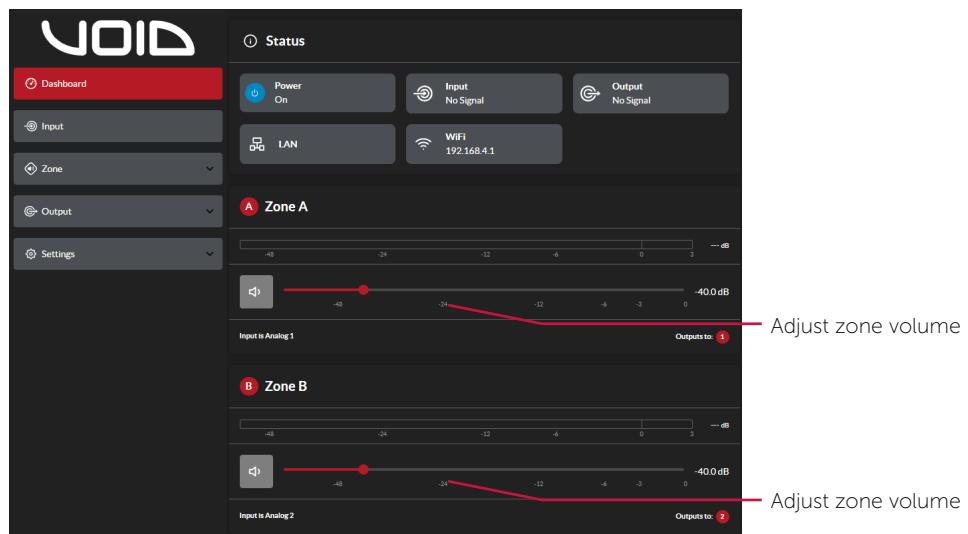 VOID
Dashboard
Input
Zone
Output
Settings
Status
Power
On
Input
No Signal
Output
No Signal
LAN
WiFi
192.168.4.1
A Zone A
--- dB
-48 -24 -12 -6 0 3
-40.0 dB
-48 -24 -12 -6 -3 0
Adjust zone volume
Input is Analog 1 Outputs to: 1
B Zone B
--- dB
-48 -24 -12 -6 0 3
-40.0 dB
-48 -24 -12 -6 -3 0
Adjust zone volume
Input is Analog 2 Outputs to: 2